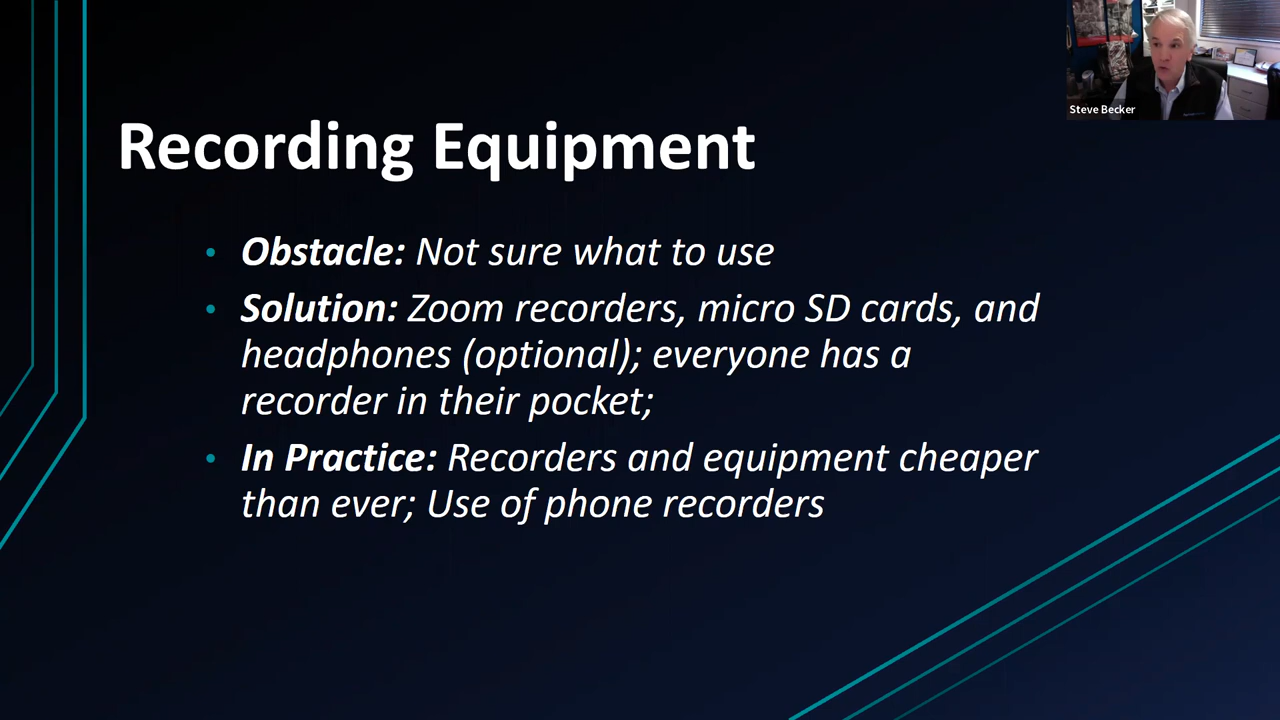 Steve Becker
Recording Equipment
• Obstacle: Not sure what to use
• Solution: Zoom recorders, micro SD cards, and
headphones (optional); everyone has a
recorder in their pocket;
• In Practice: Recorders and equipment cheaper
than ever; Use of phone recorders